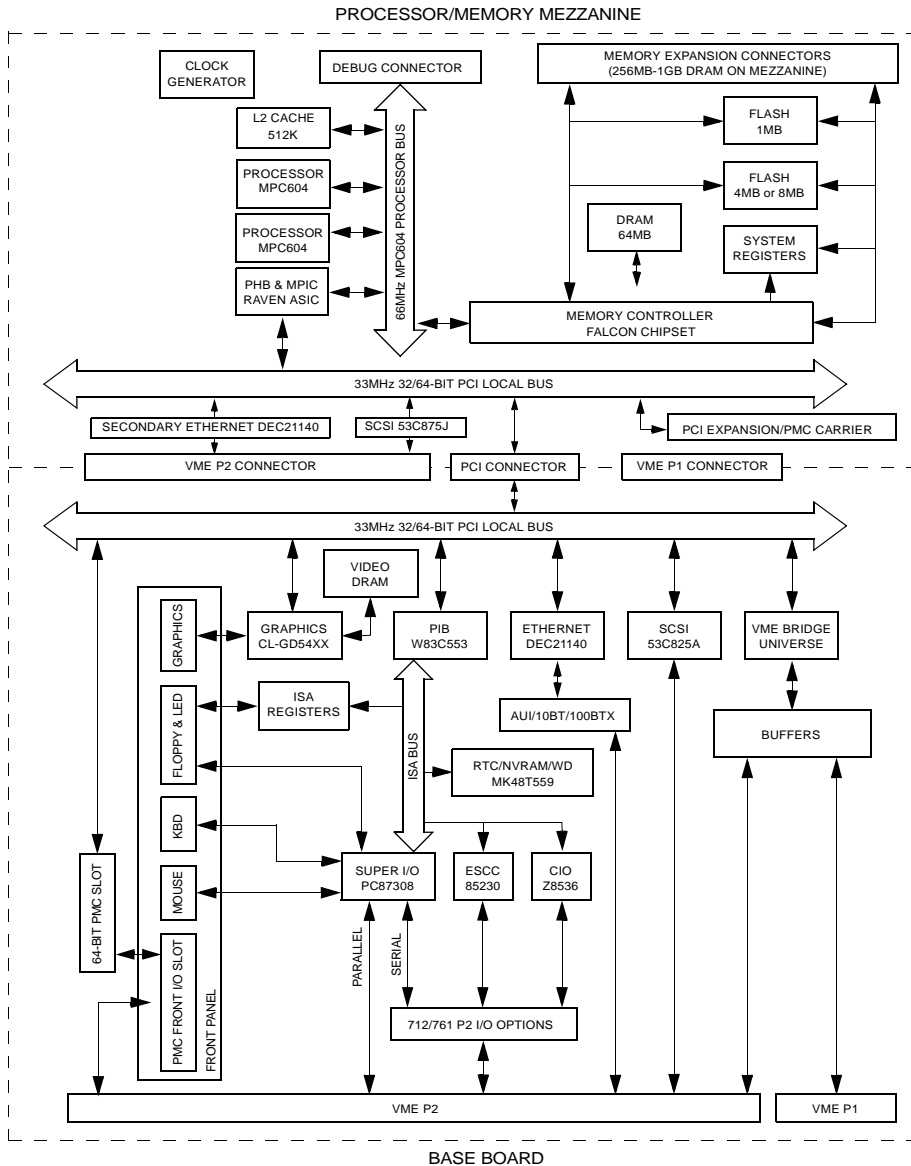 PROCESSOR/MEMORY MEZZANINE
CLOCK
GENERATOR
DEBUG CONNECTOR
MEMORY EXPANSION CONNECTORS
(256MB-1GB DRAM ON MEZZANINE)
L2 CACHE
512K
PROCESSOR
MPC604
PROCESSOR
MPC604
PHB & MPIC
RAVEN ASIC
66MHz MPC604 PROCESSOR BUS
FLASH
1MB
FLASH
4MB or 8MB
DRAM
64MB
SYSTEM
REGISTERS
MEMORY CONTROLLER
FALCON CHIPSET
33MHz 32/64-BIT PCI LOCAL BUS
SECONDARY ETHERNET DEC21140
SCSI 53C875J
PCI EXPANSION/PMC CARRIER
VME P2 CONNECTOR
PCI CONNECTOR
VME P1 CONNECTOR
33MHz 32/64-BIT PCI LOCAL BUS
VIDEO
DRAM
GRAPHICS
GRAPHICS
CL-GD54XX
PIB
W83C553
ETHERNET
DEC21140
SCSI
53C825A
VME BRIDGE
UNIVERSE
FLOPPY & LED
ISA
REGISTERS
ISA BUS
AUI/10BT/100BTX
BUFFERS
RTC/NVRAM/WD
MK48T559
KBD
MOUSE
SUPER I/O
PC87308
ESCC
85230
CIO
Z8536
64-BIT PMC SLOT
PMC FRONT I/O SLOT
FRONT PANEL
PARALLEL
SERIAL
712/761 P2 I/O OPTIONS
VME P2
VME P1
BASE BOARD